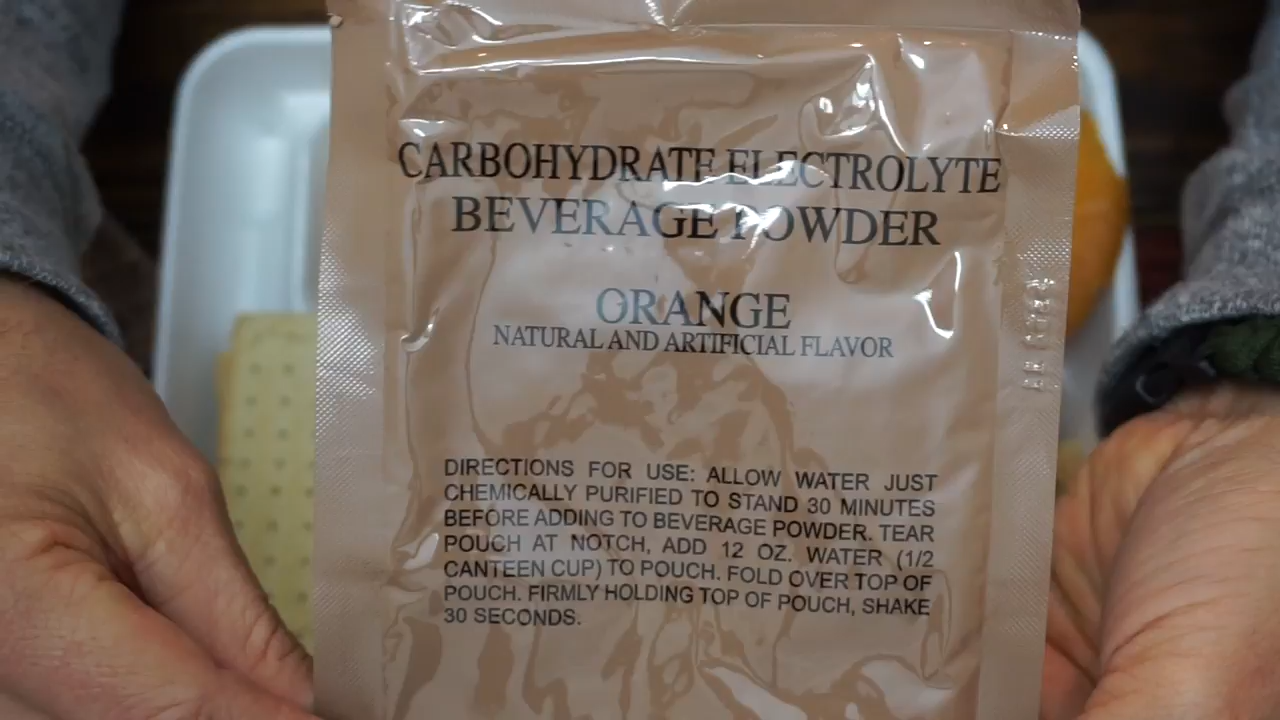 CARBOHYDRATE ELECTROLYTE
BEVERAGE POWDER
ORANGE
NATURAL AND ARTIFICIAL FLAVOR
DIRECTIONS FOR USE: ALLOW WATER JUST
CHEMICALLY PURIFIED TO STAND 30 MINUTES
BEFORE ADDING TO BEVERAGE POWDER. TEAR
POUCH AT NOTCH, ADD 12 OZ. WATER (1/2
CANTEEN CUP) TO POUCH. FOLD OVER TOP OF
POUCH. FIRMLY HOLDING TOP OF POUCH, SHAKE
30 SECONDS.